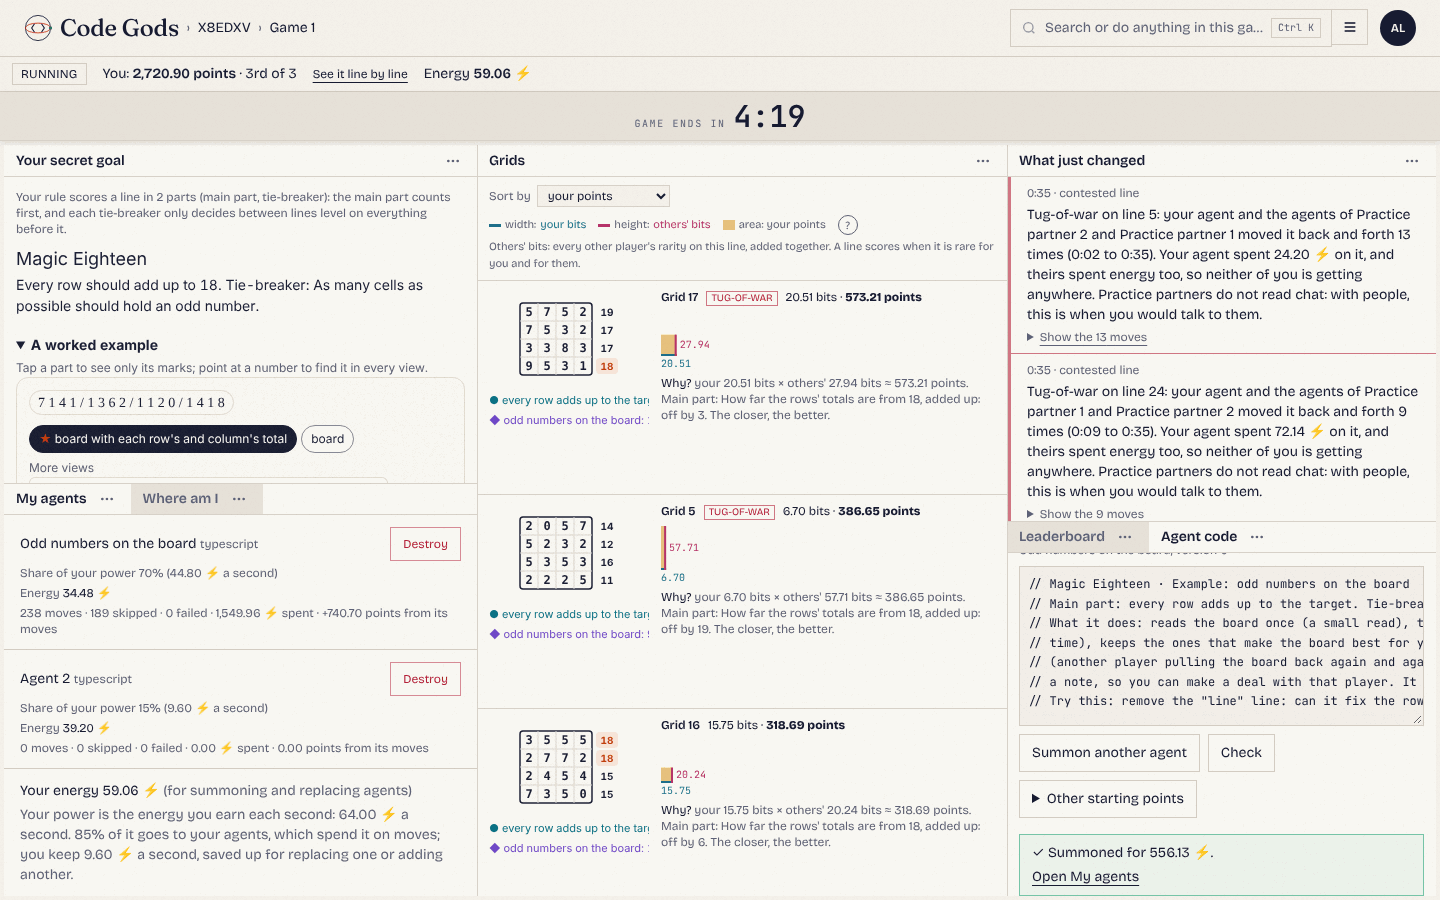 Code Gods › X8EDXV › Game 1
Search or do anything in this ga... Ctrl K
AL
RUNNING You: 2,720.90 points · 3rd of 3 See it line by line Energy 59.06 ⚡
GAME ENDS IN 4:19
Your secret goal
Your rule scores a line in 2 parts (main part, tie-breaker): the main part counts
first, and each tie-breaker only decides between lines level on everything
before it.
Magic Eighteen
Every row should add up to 18. Tie-breaker: As many cells as
possible should hold an odd number.
▼ A worked example
Tap a part to see only its marks; point at a number to find it in every view.
7141/1362/1120/1418
★ board with each row's and column's total board
More views
My agents ··· Where am I ···
Odd numbers on the board typescript
Destroy
Share of your power 70% (44.80 ⚡ a second)
Energy 34.48 ⚡
238 moves · 189 skipped · 0 failed · 1,549.96 ⚡ spent · +740.70 points from its
moves
Agent 2 typescript
Destroy
Share of your power 15% (9.60 ⚡ a second)
Energy 39.20 ⚡
0 moves · 0 skipped · 0 failed · 0.00 ⚡ spent · 0.00 points from its moves
Your energy 59.06 ⚡ (for summoning and replacing agents)
Your power is the energy you earn each second: 64.00 ⚡ a
second. 85% of it goes to your agents, which spend it on moves;
you keep 9.60 ⚡ a second, saved up for replacing one or adding
another.
Grids
Sort by your points
width: your bits height: others' bits area: your points ?
Others' bits: every other player's rarity on this line, added together. A line scores when it is rare for
you and for them.
Grid 17 TUG-OF-WAR 20.51 bits · 573.21 points
5 7 5 2 19
7 5 3 2 17
3 3 8 3 17
9 5 3 1 18
27.94
20.51
every row adds up to the tar
odd numbers on the board:
Why? your 20.51 bits × others' 27.94 bits ≈ 573.21 points.
Main part: How far the rows' totals are from 18, added up:
off by 3. The closer, the better.
Grid 5 TUG-OF-WAR 6.70 bits · 386.65 points
2 0 5 7 14
5 2 3 2 12
5 3 5 3 16
2 2 2 5 11
57.71
6.70
every row adds up to the tar
odd numbers on the board:
Why? your 6.70 bits × others' 57.71 bits ≈ 386.65 points.
Main part: How far the rows' totals are from 18, added up:
off by 19. The closer, the better.
Grid 16 15.75 bits · 318.69 points
3 5 5 5 18
2 7 7 2 18
2 4 5 4 15
7 3 5 0 15
20.24
15.75
every row adds up to the tar
odd numbers on the board:
Why? your 15.75 bits × others' 20.24 bits ≈ 318.69 points.
Main part: How far the rows' totals are from 18, added up:
off by 6. The closer, the better.
What just changed
0:35 · contested line
Tug-of-war on line 5: your agent and the agents of Practice
partner 2 and Practice partner 1 moved it back and forth 13
times (0:02 to 0:35). Your agent spent 24.20 ⚡ on it, and
theirs spent energy too, so neither of you is getting
anywhere. Practice partners do not read chat: with people,
this is when you would talk to them.
▶ Show the 13 moves
0:35 · contested line
Tug-of-war on line 24: your agent and the agents of Practice
partner 1 and Practice partner 2 moved it back and forth 9
times (0:09 to 0:35). Your agent spent 72.14 ⚡ on it, and
theirs spent energy too, so neither of you is getting
anywhere. Practice partners do not read chat: with people,
this is when you would talk to them.
▶ Show the 9 moves
Leaderboard ··· Agent code ···
// Magic Eighteen · Example: odd numbers on the board
// Main part: every row adds up to the target. Tie-brea
// What it does: reads the board once (a small read), t
// time), keeps the ones that make the board best for y
// (another player pulling the board back again and aga
// a note, so you can make a deal with that player. It
// Try this: remove the "line" line: can it fix the row
Summon another agent Check
▶ Other starting points
✓ Summoned for 556.13 ⚡.
Open My agents